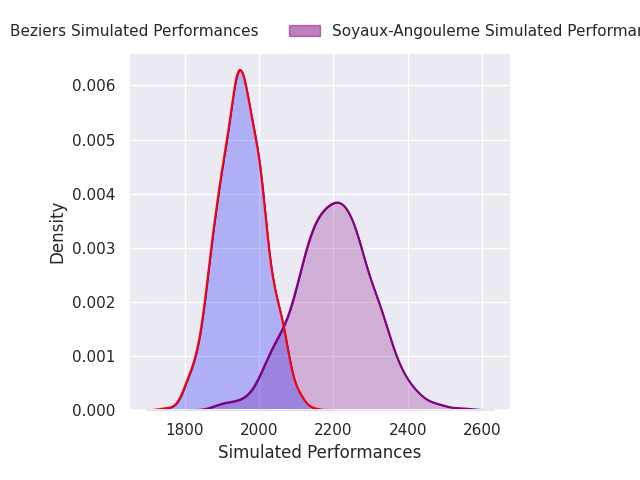 Beziers Simulated Performances Soyaux-Angouleme Simulated Performar
0.006
0.005
0.004
0.003
0.002
0.001
0.000
Density
1800 2000 2200 2400 2600
Simulated Performances